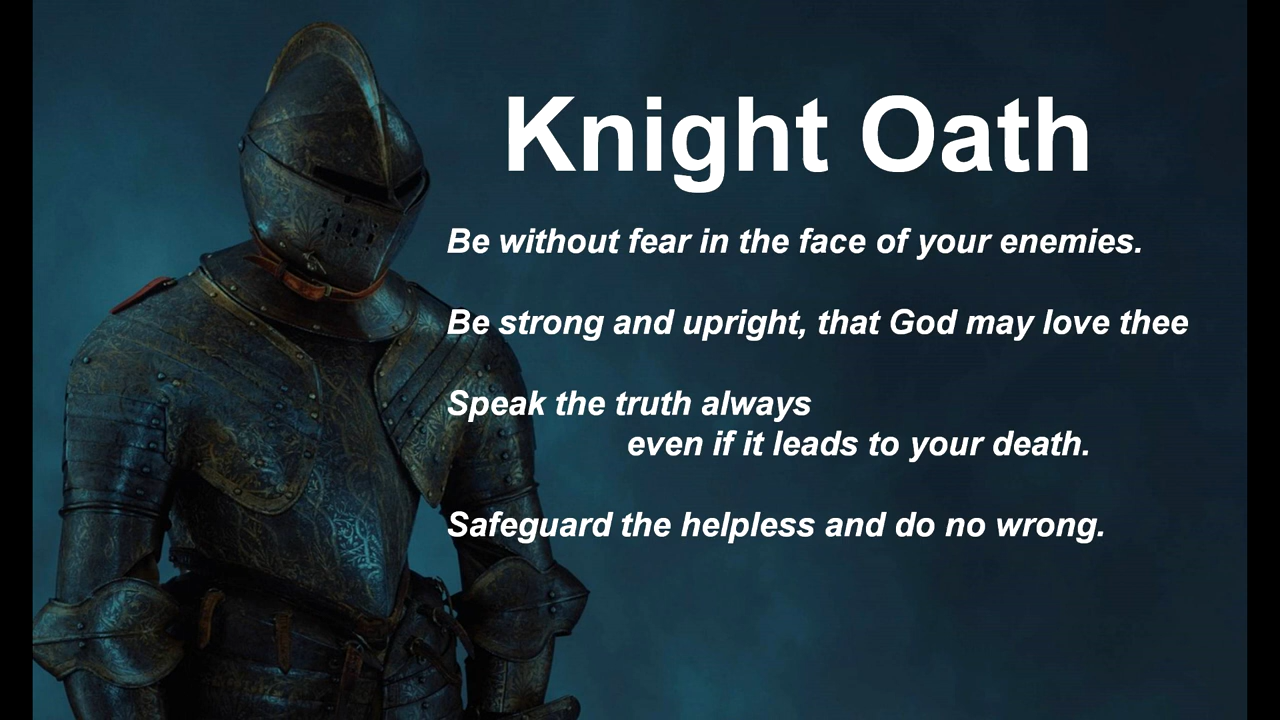 Knight Oath
Be without fear in the face of your enemies.
Be strong and upright, that God may love thee
Speak the truth always
even if it leads to your death.
Safeguard the helpless and do no wrong.